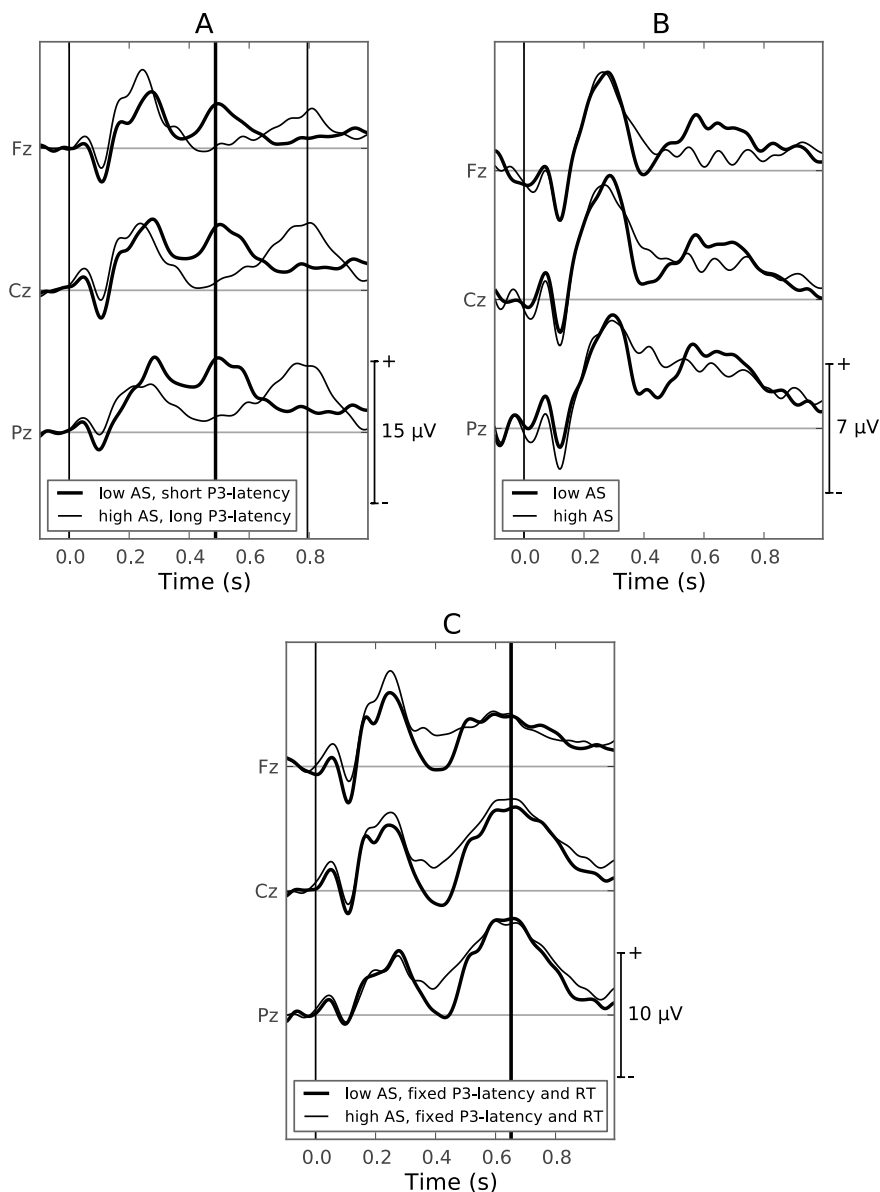 A
Fz
Cz
Pz
+
15 µV
-
low AS, short P3-latency
high AS, long P3-latency
0.0 0.2 0.4 0.6 0.8
Time (s)
B
Fz
Cz
Pz
+
7 µV
-
low AS
high AS
0.0 0.2 0.4 0.6 0.8
Time (s)
C
Fz
Cz
Pz
+
10 µV
-
low AS, fixed P3-latency and RT
high AS, fixed P3-latency and RT
0.0 0.2 0.4 0.6 0.8
Time (s)